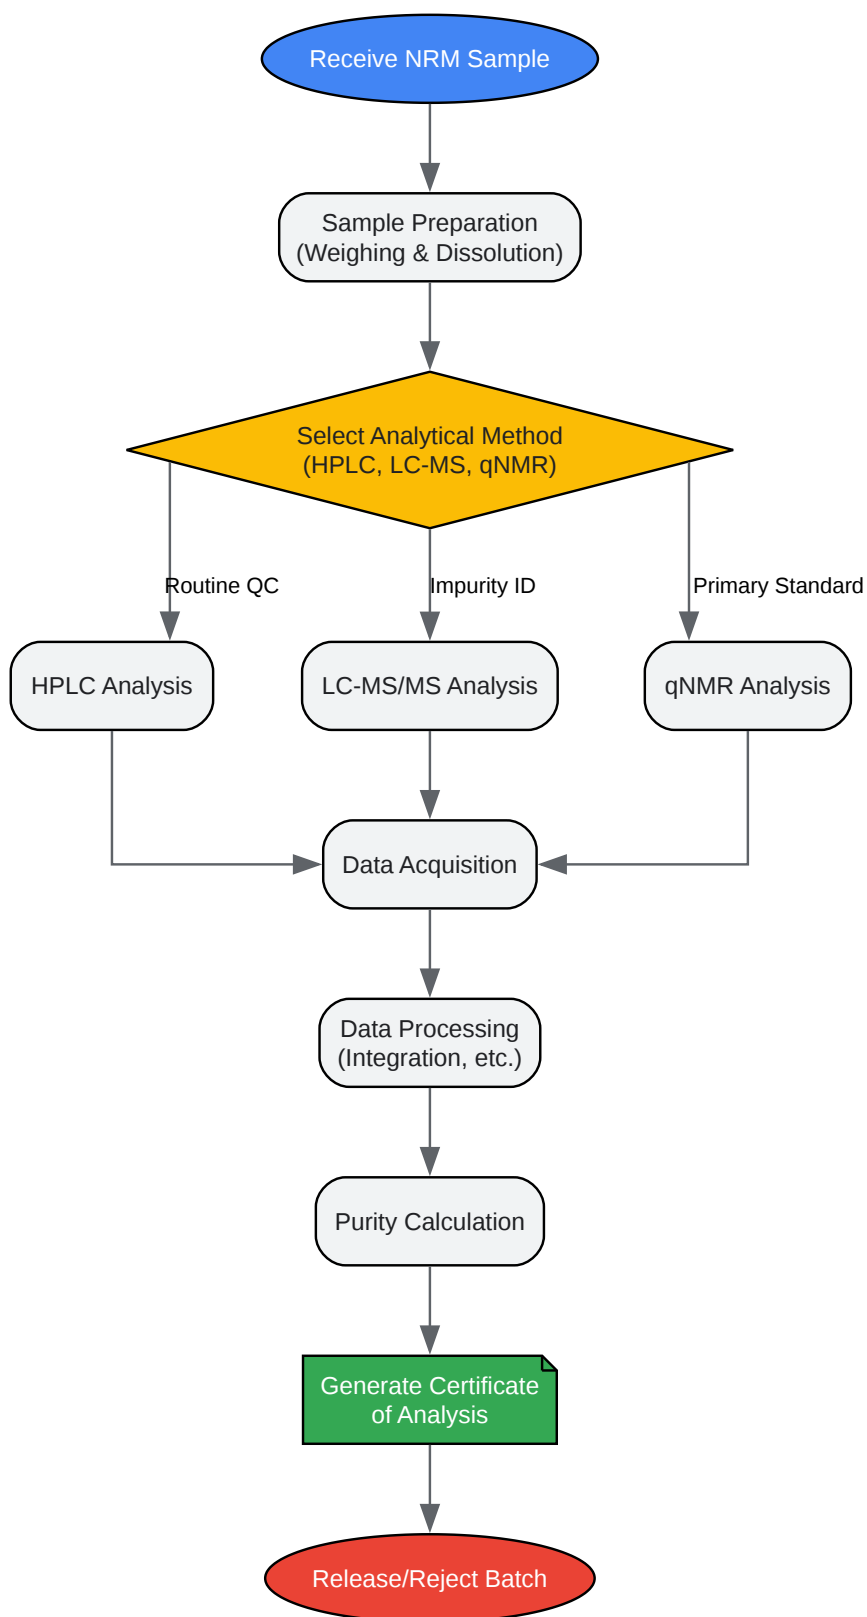 Receive NRM Sample
Sample Preparation
(Weighing & Dissolution)
Select Analytical Method
(HPLC, LC-MS, qNMR)
Routine QC
Impurity ID
Primary Standard
HPLC Analysis
LC-MS/MS Analysis
qNMR Analysis
Data Acquisition
Data Processing
(Integration, etc.)
Purity Calculation
Generate Certificate
of Analysis
Release/Reject Batch